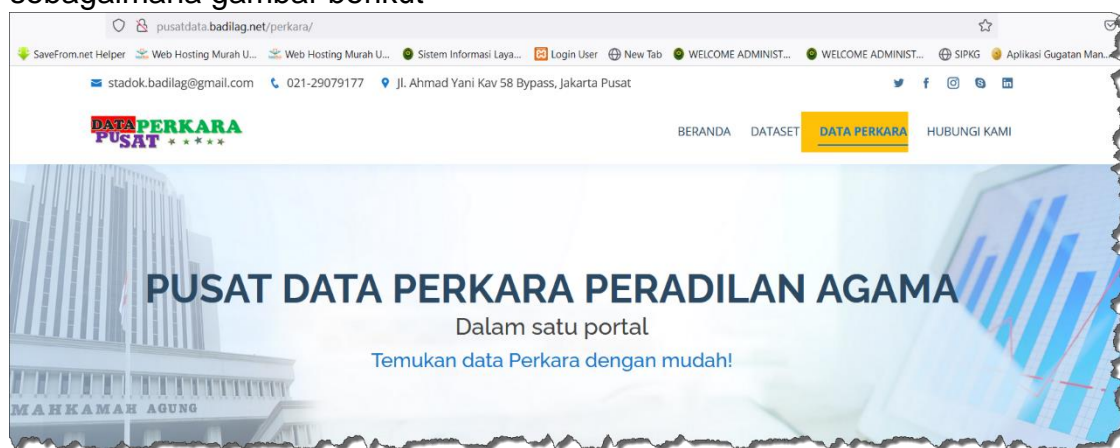 sebagaimana gambar berikut
pusatdata.badilag.net/perkara/
SaveFrom.net Helper Web Hosting Murah U... Web Hosting Murah U... Sistem Informasi Laya... Login User New Tab WELCOME ADMINIST... WELCOME ADMINIST... SIPKG Aplikasi Gugatan Man...
stadok.badilag@gmail.com 021-29079177 Jl. Ahmad Yani Kav 58 Bypass, Jakarta Pusat
DATA PERKARA
PUSAT
BERANDA DATASET DATA PERKARA HUBUNGI KAMI
PUSAT DATA PERKARA PERADILAN AGAMA
Dalam satu portal
Temukan data Perkara dengan mudah!
MAHKAMAH AGUNG